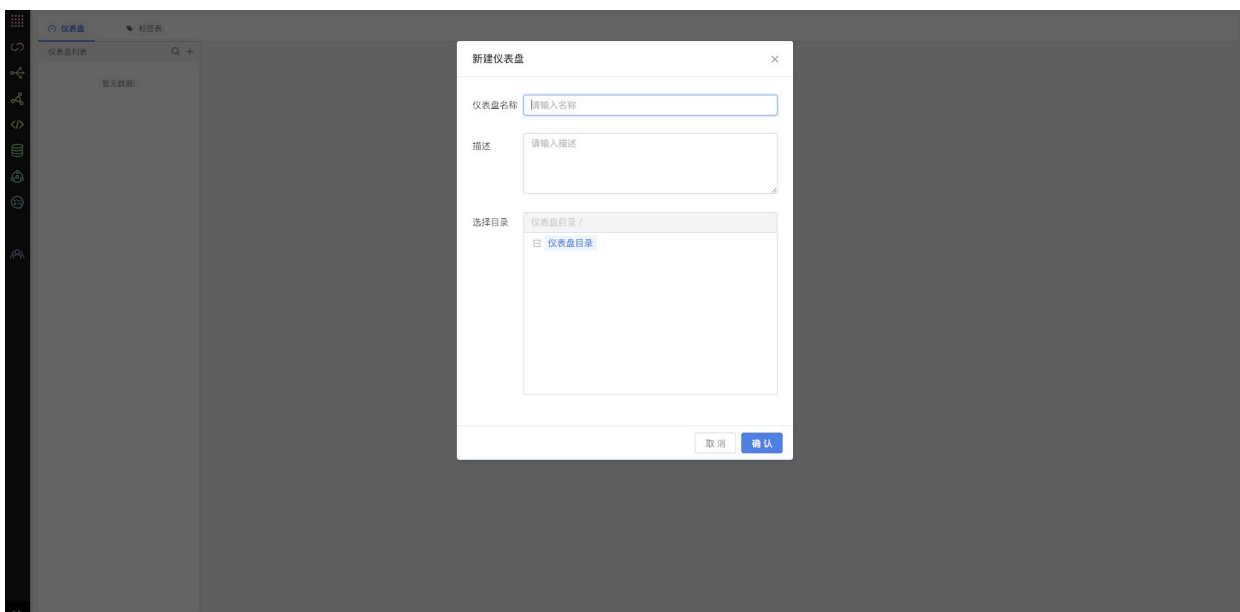 仪表盘
标签表
仪表盘列表
暂无数据!
新建仪表盘
仪表盘名称
请输入名称
描述
请输入描述
选择目录
仪表盘目录 /
仪表盘目录
取消
确认